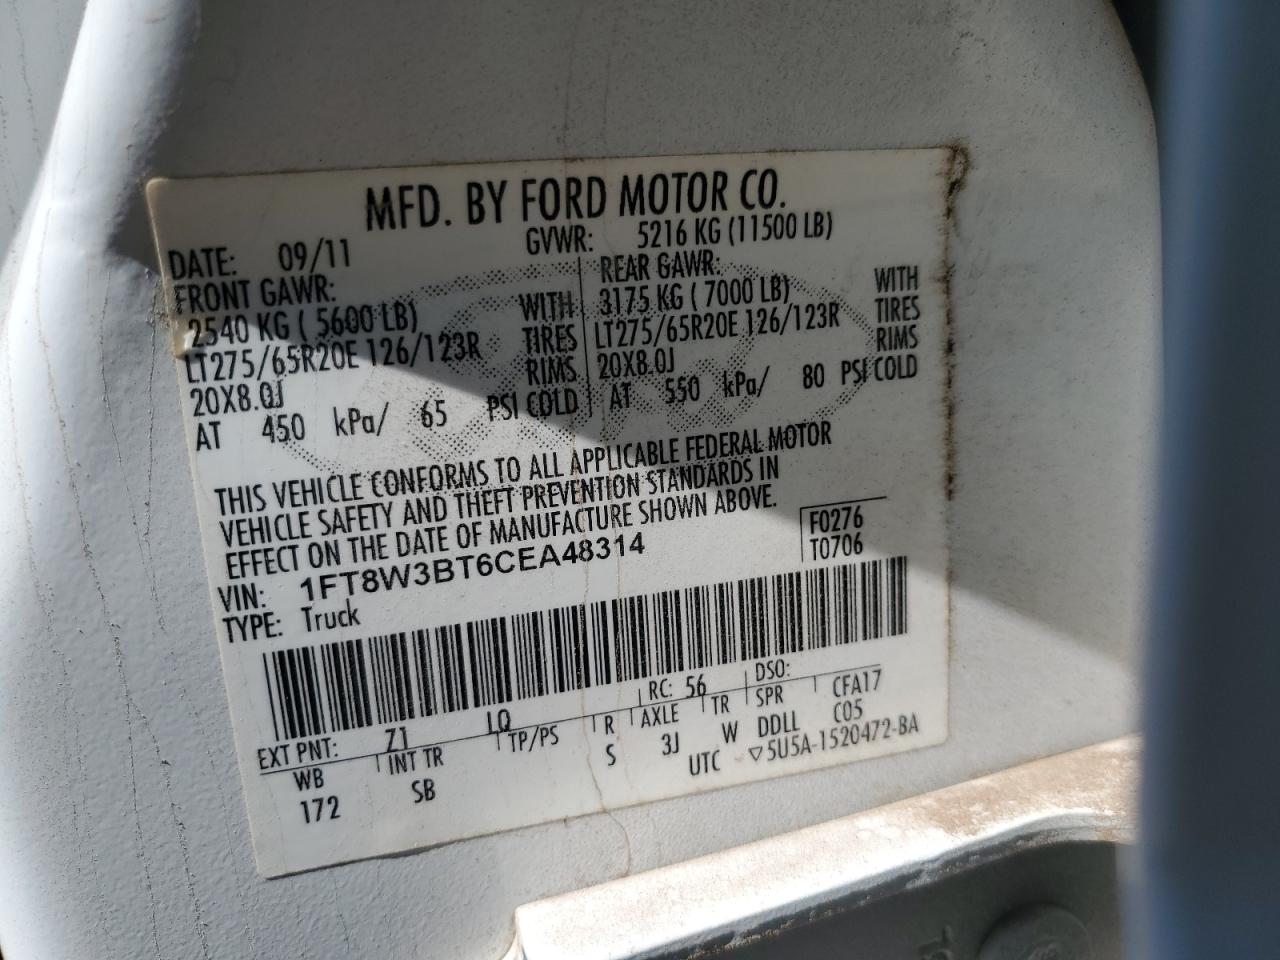 MFD. BY FORD MOTOR CO.
DATE: 09/11 GVWR: 5216 KG (11500 LB)
FRONT GAWR: REAR GAWR:
2540 KG ( 5600 LB) WITH 3175 KG ( 7000 LB) WITH
LT275/65R20E 126/123R TIRES LT275/65R20E 126/123R TIRES
20X8.0J RIMS 20X8.0J RIMS
AT 450 kPa/ 65 PSI COLD AT 550 kPa/ 80 PSI COLD
THIS VEHICLE CONFORMS TO ALL APPLICABLE FEDERAL MOTOR
VEHICLE SAFETY AND THEFT PREVENTION STANDARDS IN
EFFECT ON THE DATE OF MANUFACTURE SHOWN ABOVE.
VIN: 1FT8W3BT6CEA48314 F0276
TYPE: Truck T0706
EXT PNT: Z1 LQ RC: 56 DSO:
WB INT TR TP/PS R AXLE TR SPR CFA17
172 SB S 3J W DDLL C05
UTC ▽5U5A-1520472-BA